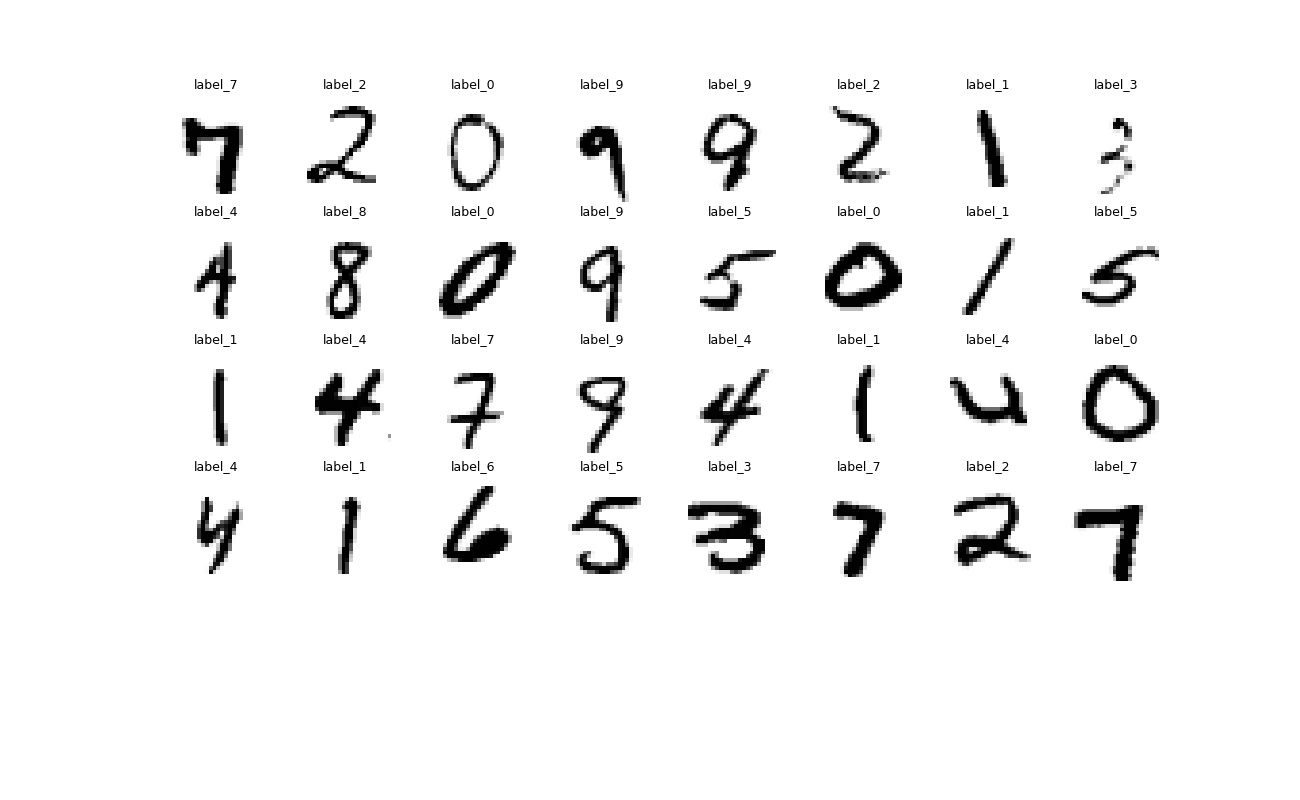 label_7 label_2 label_0 label_9 label_9 label_2 label_1 label_3
7 2 0 9 9 2 1 3
label_4 label_8 label_0 label_9 label_5 label_0 label_1 label_5
4 8 0 9 5 0 1 5
label_1 label_4 label_7 label_9 label_4 label_1 label_4 label_0
1 4 7 9 4 1 4 0
label_4 label_1 label_6 label_5 label_3 label_7 label_2 label_7
4 1 6 5 3 7 2 7